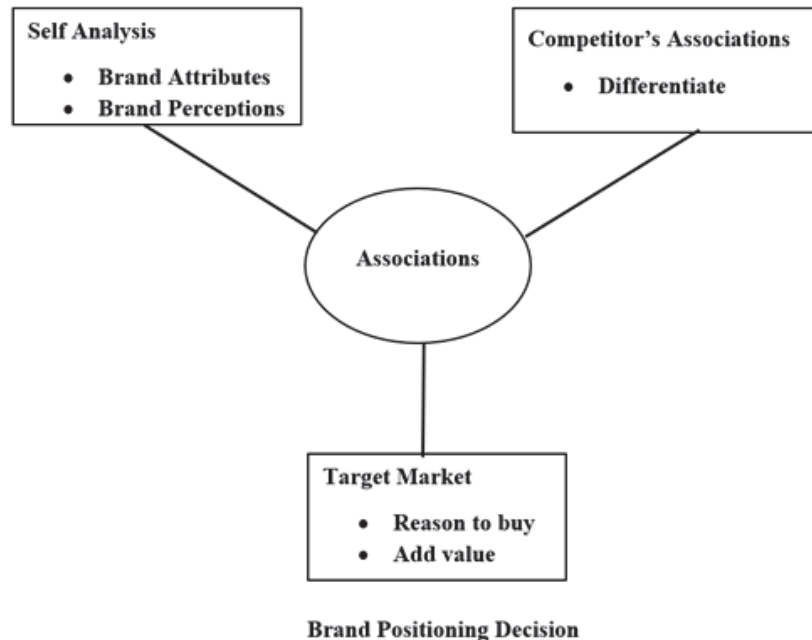 Self Analysis
• Brand Attributes
• Brand Perceptions
Competitor's Associations
• Differentiate
Associations
Target Market
• Reason to buy
• Add value
Brand Positioning Decision